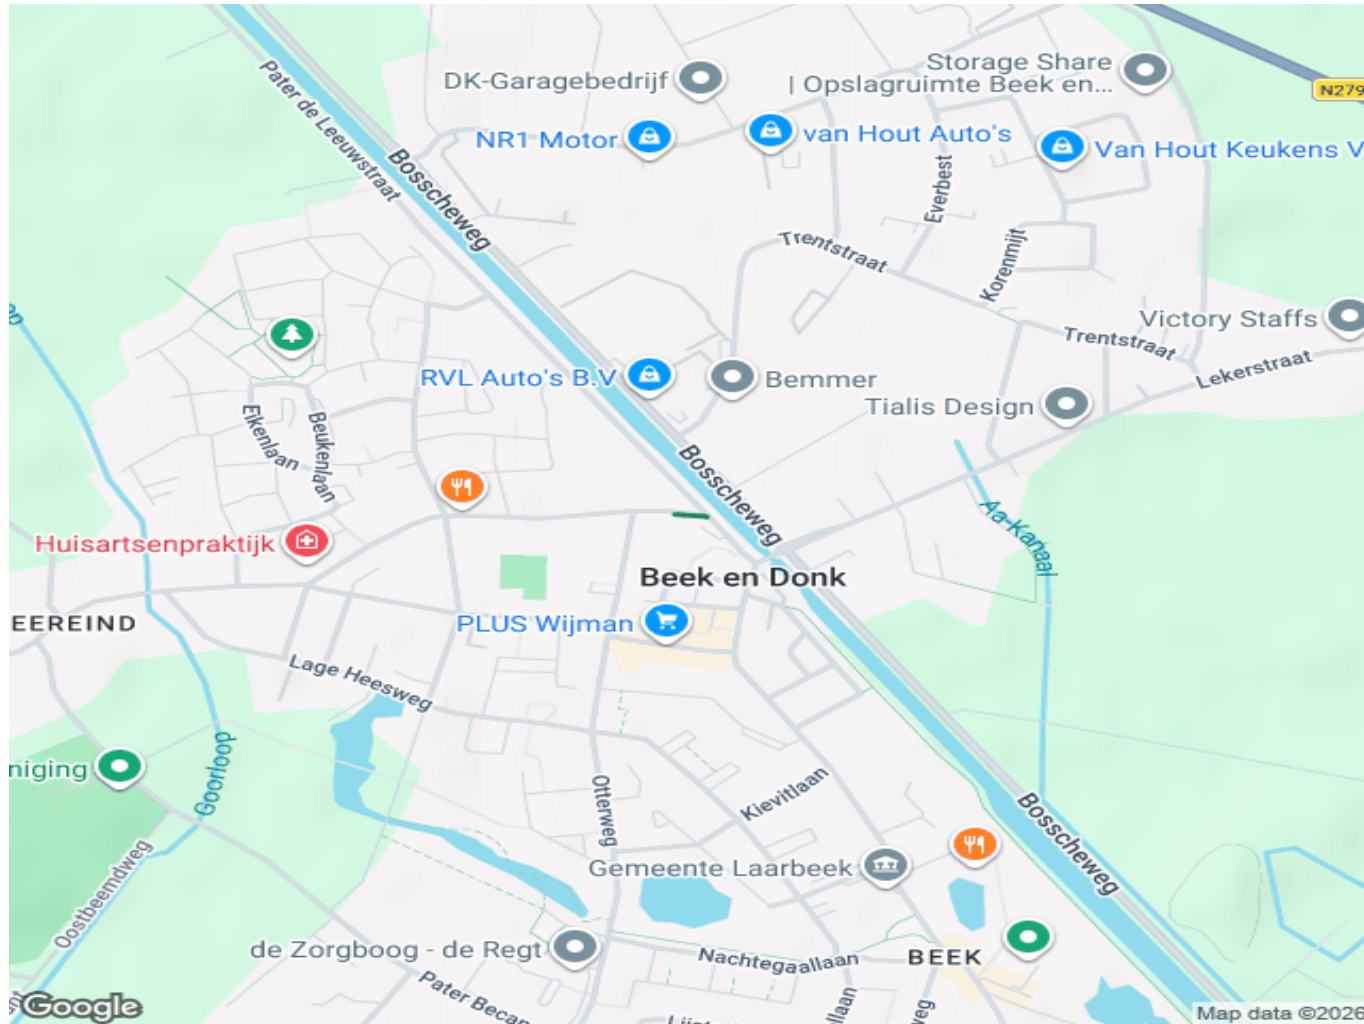 N279
Storage Share
| Opslagruimte Beek en...
DK-Garagebedrijf
Pater de Leeuwstraat
NR1 Motor
van Hout Auto's
Van Hout Keukens V
Bosscheweg
Everbest
Trentstraat
Korenmijt
Victory Staffs
Trentstraat
Lekerstraat
RVL Auto's B.V
Bemmer
Tialis Design
Eikenlaan
Beukenlaan
Bosscheweg
Aa-Kanaal
Huisartsenpraktijk
Beek en Donk
EEREIND
PLUS Wijman
Lage Heesweg
Goorloop
niging
Otterweg
Kievitlaan
Bosscheweg
Gemeente Laarbeek
Oostbeemdweg
de Zorgboog - de Regt
Nachtegaallaan
BEEK
Pater Becan
llaan
weg
Google
Map data ©2026